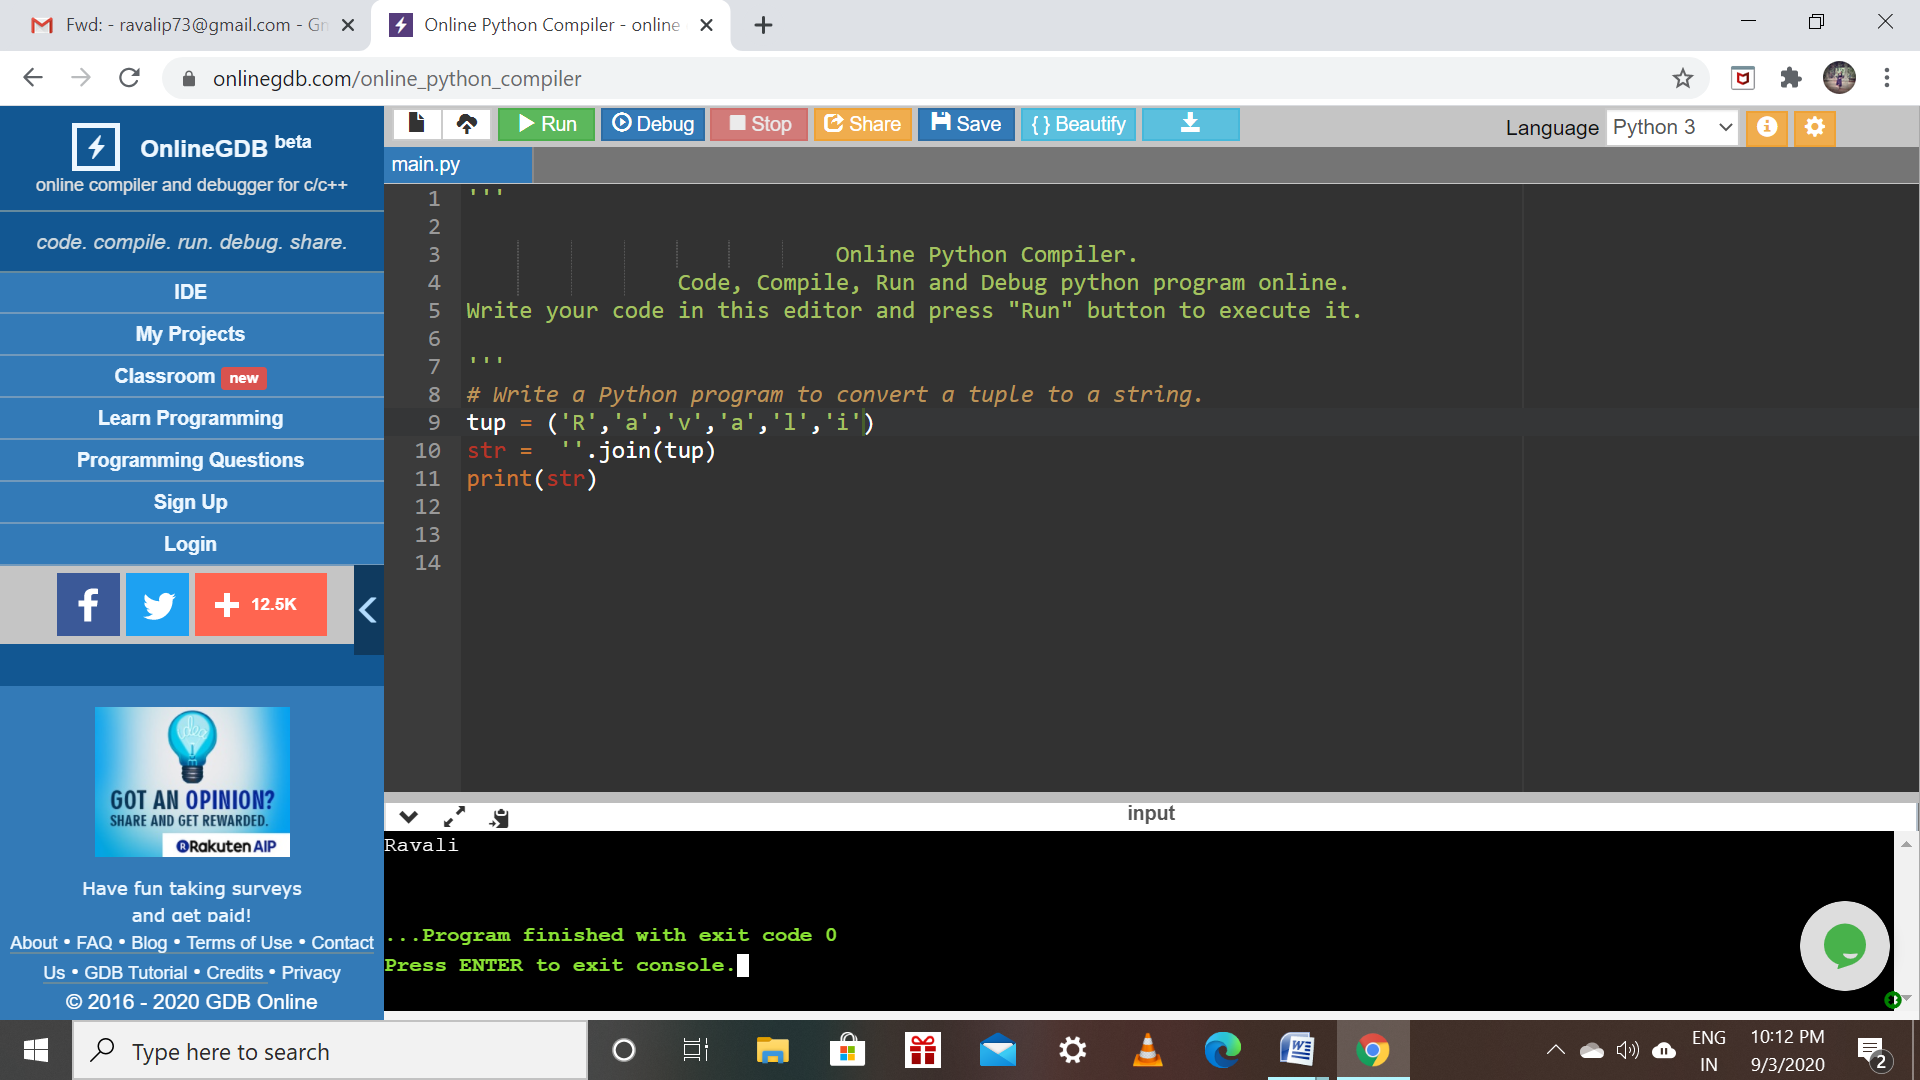 Fwd: - ravalip73@gmail.com - Gm
Online Python Compiler - online
onlinegdb.com/online_python_compiler
OnlineGDB beta
online compiler and debugger for c/c++
code. compile. run. debug. share.
IDE
My Projects
Classroom new
Learn Programming
Programming Questions
Sign Up
Login
f + 12.5K
idea
GOT AN OPINION?
SHARE AND GET REWARDED.
Rakuten AIP
Have fun taking surveys
and get paid!
About • FAQ • Blog • Terms of Use • Contact
Us • GDB Tutorial • Credits • Privacy
© 2016 - 2020 GDB Online
Run Debug Stop Share Save { } Beautify
Language Python 3
main.py
1 '''
2
3 Online Python Compiler.
4 Code, Compile, Run and Debug python program online.
5 Write your code in this editor and press "Run" button to execute it.
6
7 '''
8 # Write a Python program to convert a tuple to a string.
9 tup = ('R','a','v','a','l','i')
10 str =  ''.join(tup)
11 print(str)
12
13
14
input
Ravali
...Program finished with exit code 0
Press ENTER to exit console.
Type here to search
ENG
IN
10:12 PM
9/3/2020
2